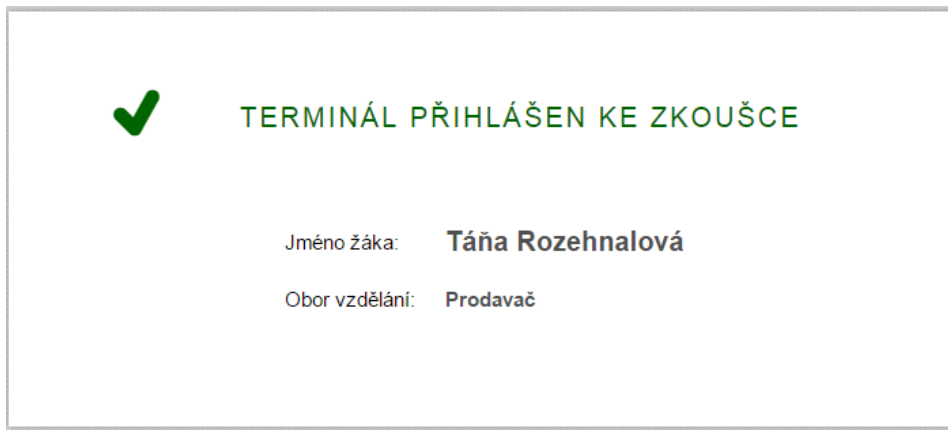 TERMINÁL PŘIHLÁŠEN KE ZKOUŠCE
Jméno žáka: Táňa Rozehnalová
Obor vzdělání: Prodavač